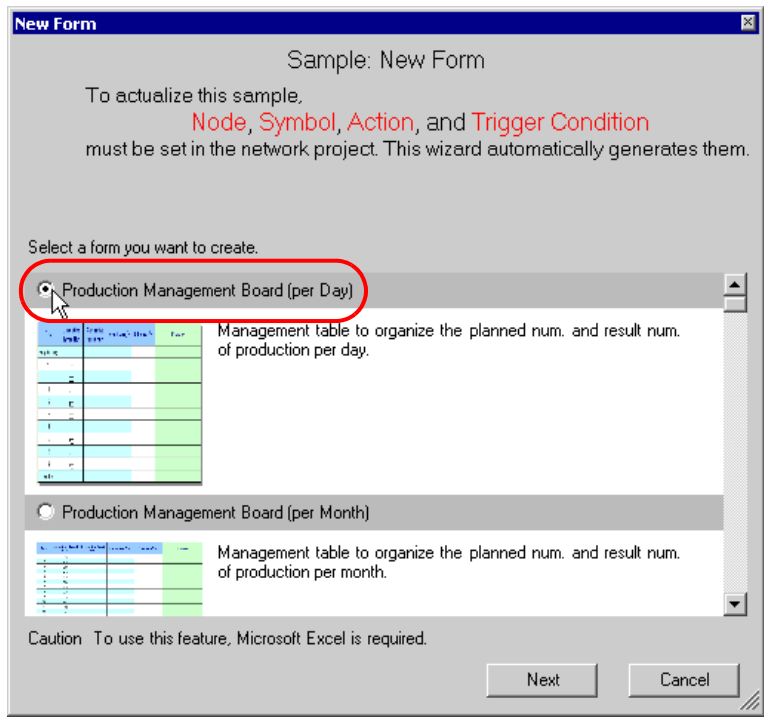 New Form
Sample: New Form
To actualize this sample,
Node, Symbol, Action, and Trigger Condition
must be set in the network project. This wizard automatically generates them.
Select a form you want to create.
Production Management Board (per Day)
Management table to organize the planned num. and result num.
of production per day.
Production Management Board (per Month)
Management table to organize the planned num. and result num.
of production per month.
Caution  To use this feature, Microsoft Excel is required.
Next
Cancel